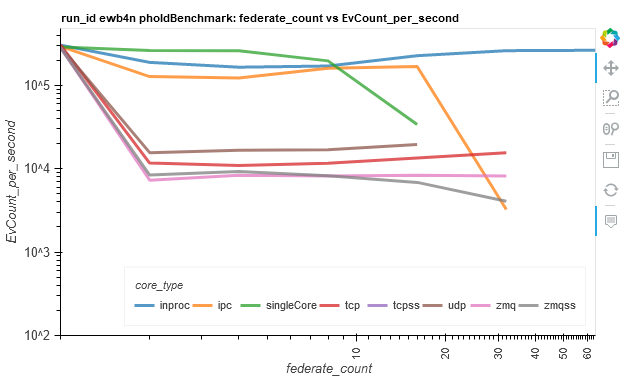 run_id ewb4n pholdBenchmark: federate_count vs EvCount_per_second
10^5
10^4
10^3
10^2
EvCount_per_second
core_type
inproc ipc singleCore tcp tcpss udp zmq zmqss
10 20 30 40 50 60
federate_count